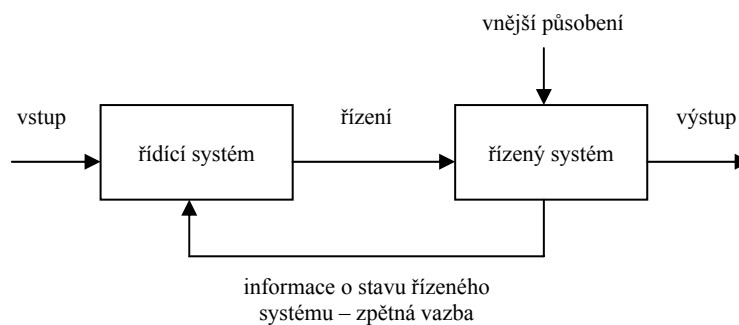 vnější působení
vstup
řízení
výstup
řídící systém
řízený systém
informace o stavu řízeného
systému – zpětná vazba